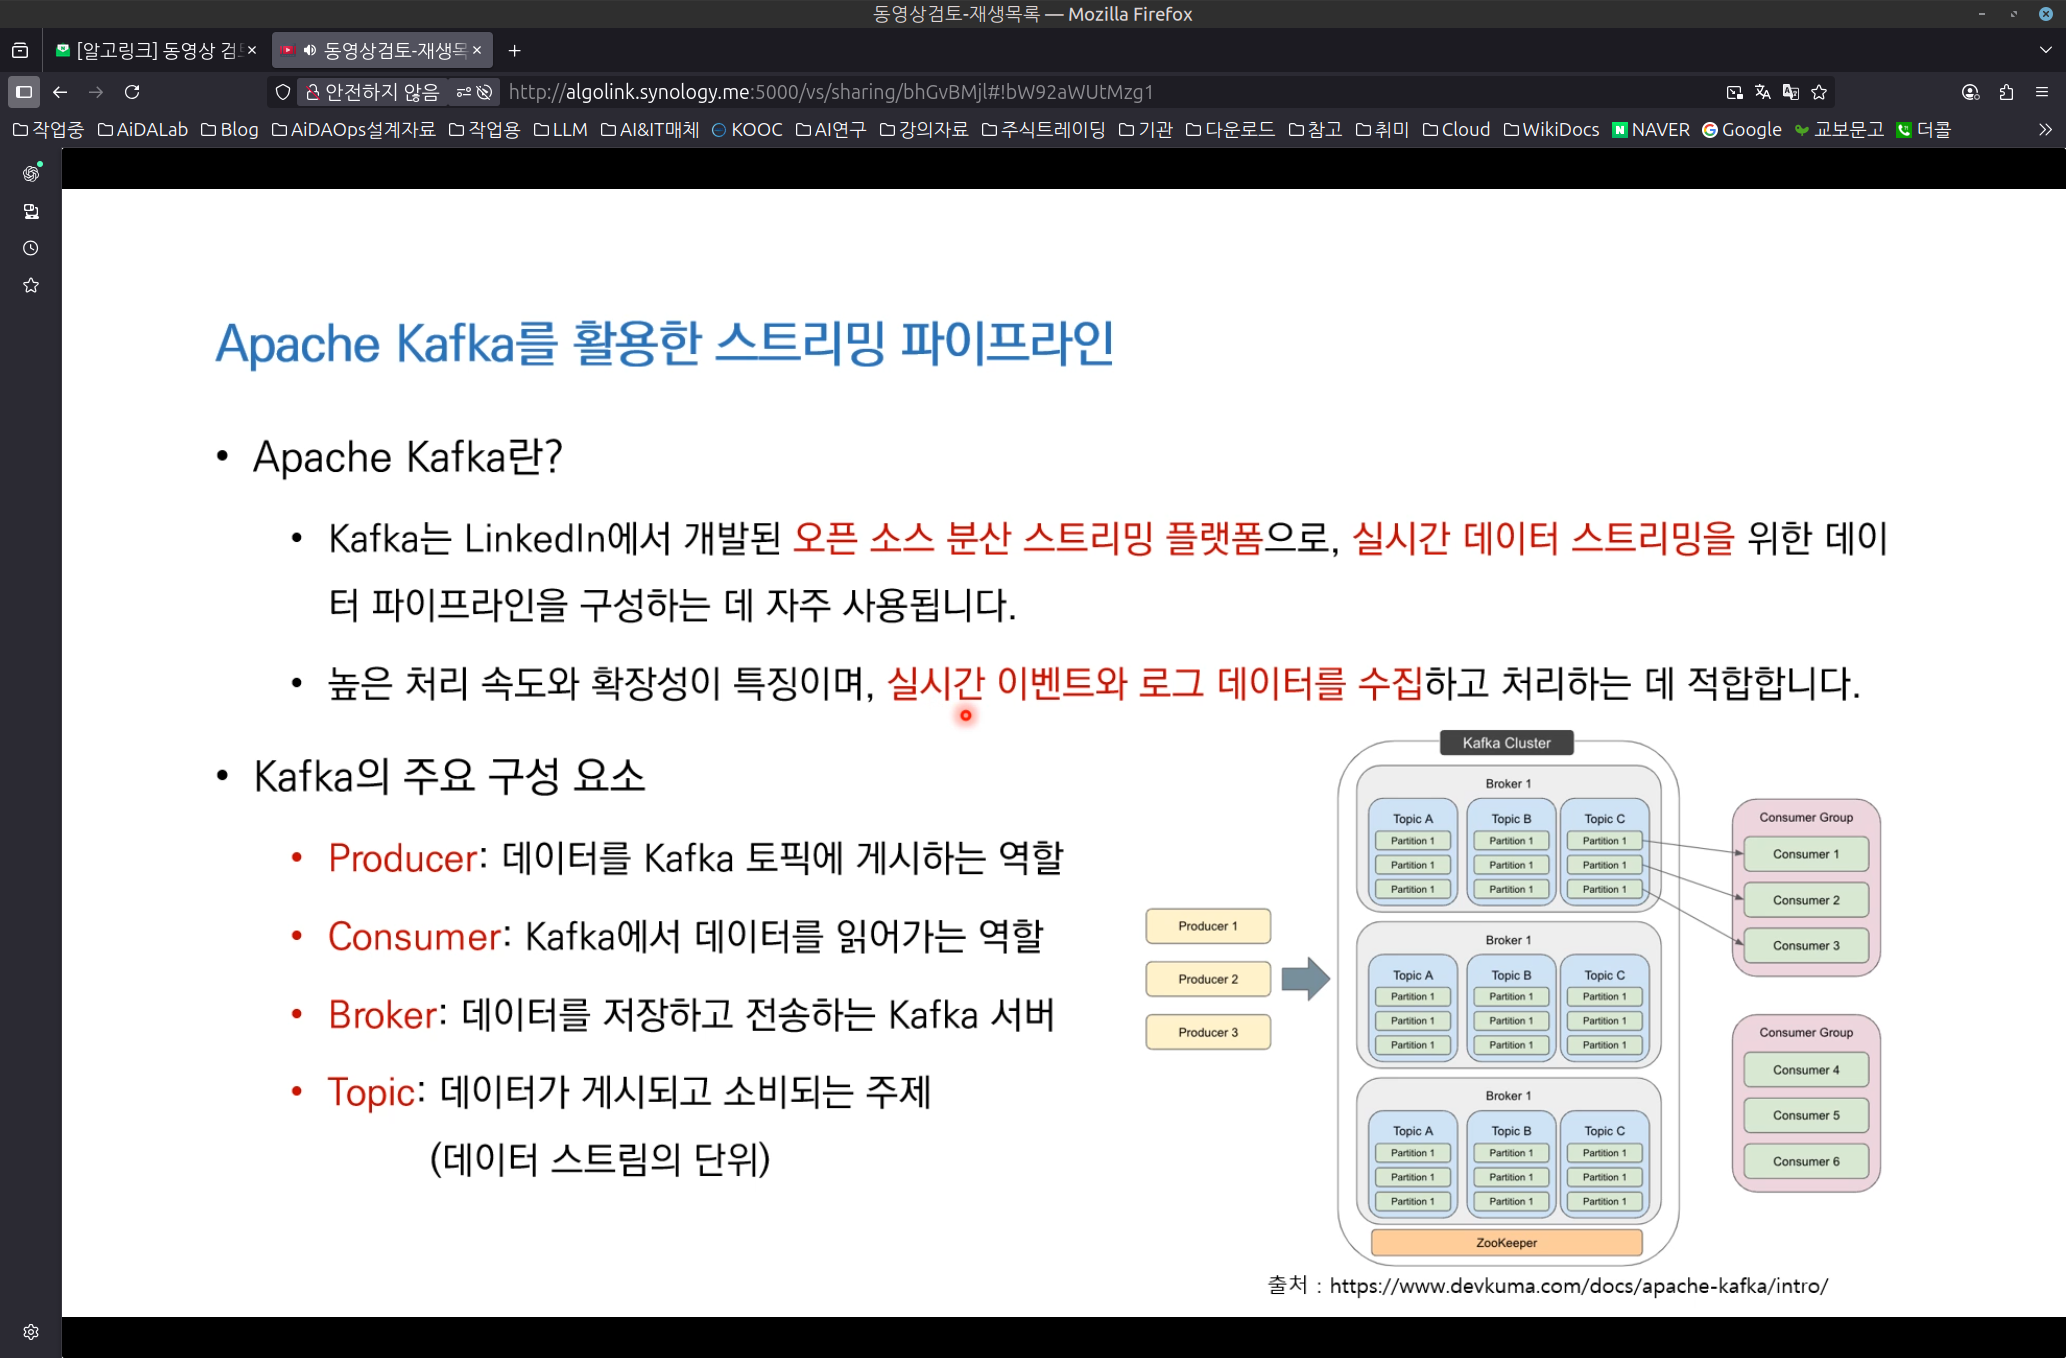 동영상검토-재생목록 — Mozilla Firefox
[알고링크] 동영상 검토
동영상검토-재생목
안전하지 않음
http://algolink.synology.me:5000/vs/sharing/bhGvBMjl#!bW92aWUtMzg1
작업중 AiDALab Blog AiDAOps설계자료 작업용 LLM AI&IT매체 KOOC AI연구 강의자료 주식트레이딩 기관 다운로드 참고 취미 Cloud WikiDocs NAVER Google 교보문고 더콜
Apache Kafka를 활용한 스트리밍 파이프라인
• Apache Kafka란?
• Kafka는 LinkedIn에서 개발된 오픈 소스 분산 스트리밍 플랫폼으로, 실시간 데이터 스트리밍을 위한 데이
터 파이프라인을 구성하는 데 자주 사용됩니다.
• 높은 처리 속도와 확장성이 특징이며, 실시간 이벤트와 로그 데이터를 수집하고 처리하는 데 적합합니다.
• Kafka의 주요 구성 요소
• Producer: 데이터를 Kafka 토픽에 게시하는 역할
• Consumer: Kafka에서 데이터를 읽어가는 역할
• Broker: 데이터를 저장하고 전송하는 Kafka 서버
• Topic: 데이터가 게시되고 소비되는 주제
(데이터 스트림의 단위)
Producer 1
Producer 2
Producer 3
Kafka Cluster
Broker 1
Topic A Topic B Topic C
Partition 1 Partition 1 Partition 1
Partition 1 Partition 1 Partition 1
Partition 1 Partition 1 Partition 1
Broker 1
Topic A Topic B Topic C
Partition 1 Partition 1 Partition 1
Partition 1 Partition 1 Partition 1
Partition 1 Partition 1 Partition 1
Broker 1
Topic A Topic B Topic C
Partition 1 Partition 1 Partition 1
Partition 1 Partition 1 Partition 1
Partition 1 Partition 1 Partition 1
ZooKeeper
Consumer Group
Consumer 1
Consumer 2
Consumer 3
Consumer Group
Consumer 4
Consumer 5
Consumer 6
출처 : https://www.devkuma.com/docs/apache-kafka/intro/